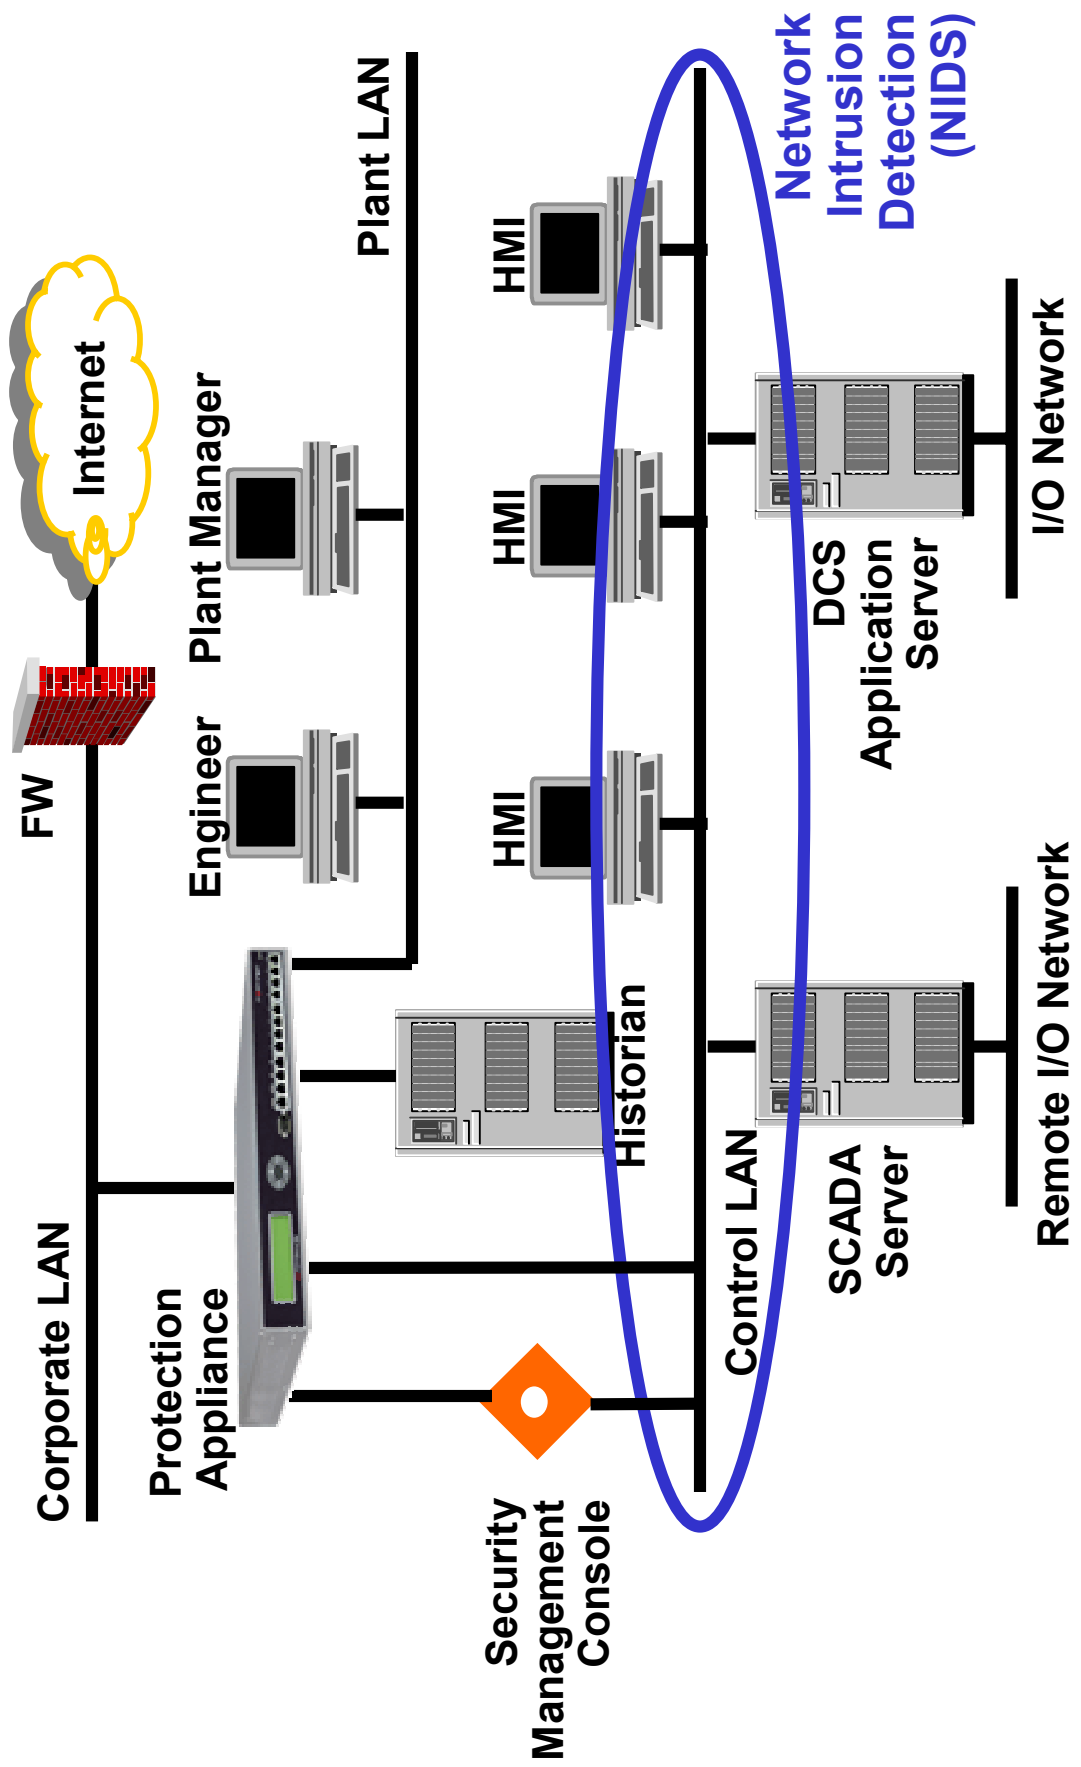 Corporate LAN
FW
Internet
Protection
Appliance
Engineer
Plant Manager
Plant LAN
Security
Management
Console
Historian
HMI
HMI
HMI
Control LAN
Network
Intrusion
Detection
(NIDS)
SCADA
Server
DCS
Application
Server
Remote I/O Network
I/O Network